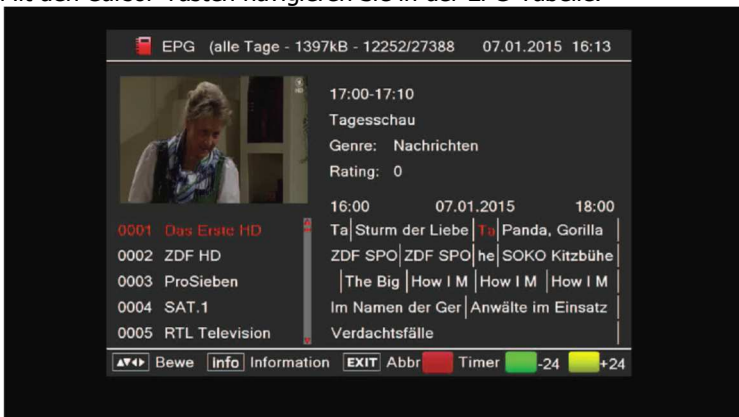 Mit den Cursor-Tasten navigieren Sie in der EPG-Tabelle.
EPG (alle Tage - 1397kB - 12252/27388 07.01.2015 16:13
HD
17:00-17:10
Tagesschau
Genre: Nachrichten
Rating: 0
16:00 07.01.2015 18:00
0001 Das Erste HD Ta Sturm der Liebe Ta Panda, Gorilla
0002 ZDF HD ZDF SPO ZDF SPO he SOKO Kitzbühe
0003 ProSieben The Big How I M How I M How I M
0004 SAT.1 Im Namen der Ger Anwälte im Einsatz
0005 RTL Television Verdachtsfälle
Bewe Info Information EXIT Abbr Timer -24 +24